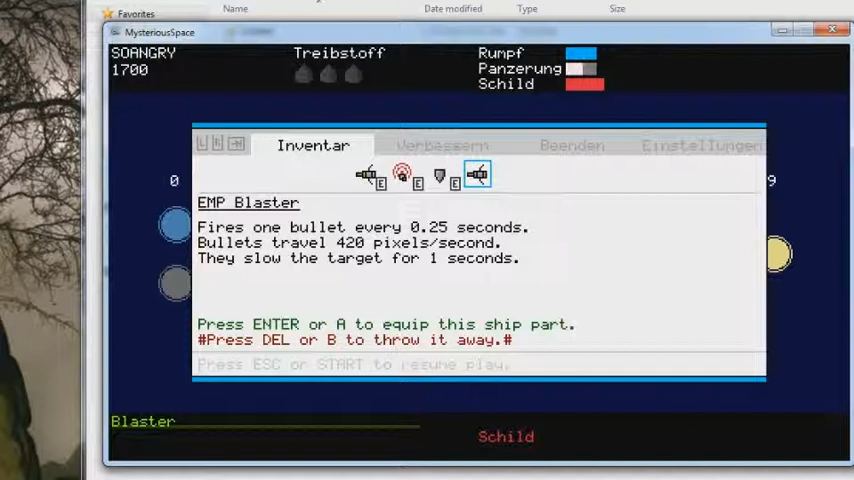 Favorites
Name
Date modified
Type
Size
MysteriousSpace
SOANGRY
Treibstoff
Rumpf
1700
Panzerung
Schild
Inventar
Verbessern
Beenden
Einstellungen
E
E
E
0
9
EMP Blaster
Fires one bullet every 0.25 seconds.
Bullets travel 420 pixels/second.
They slow the target for 1 seconds.
Press ENTER or A to equip this ship part.
#Press DEL or B to throw it away.#
Press ESC or START to resume play.
Blaster
Schild